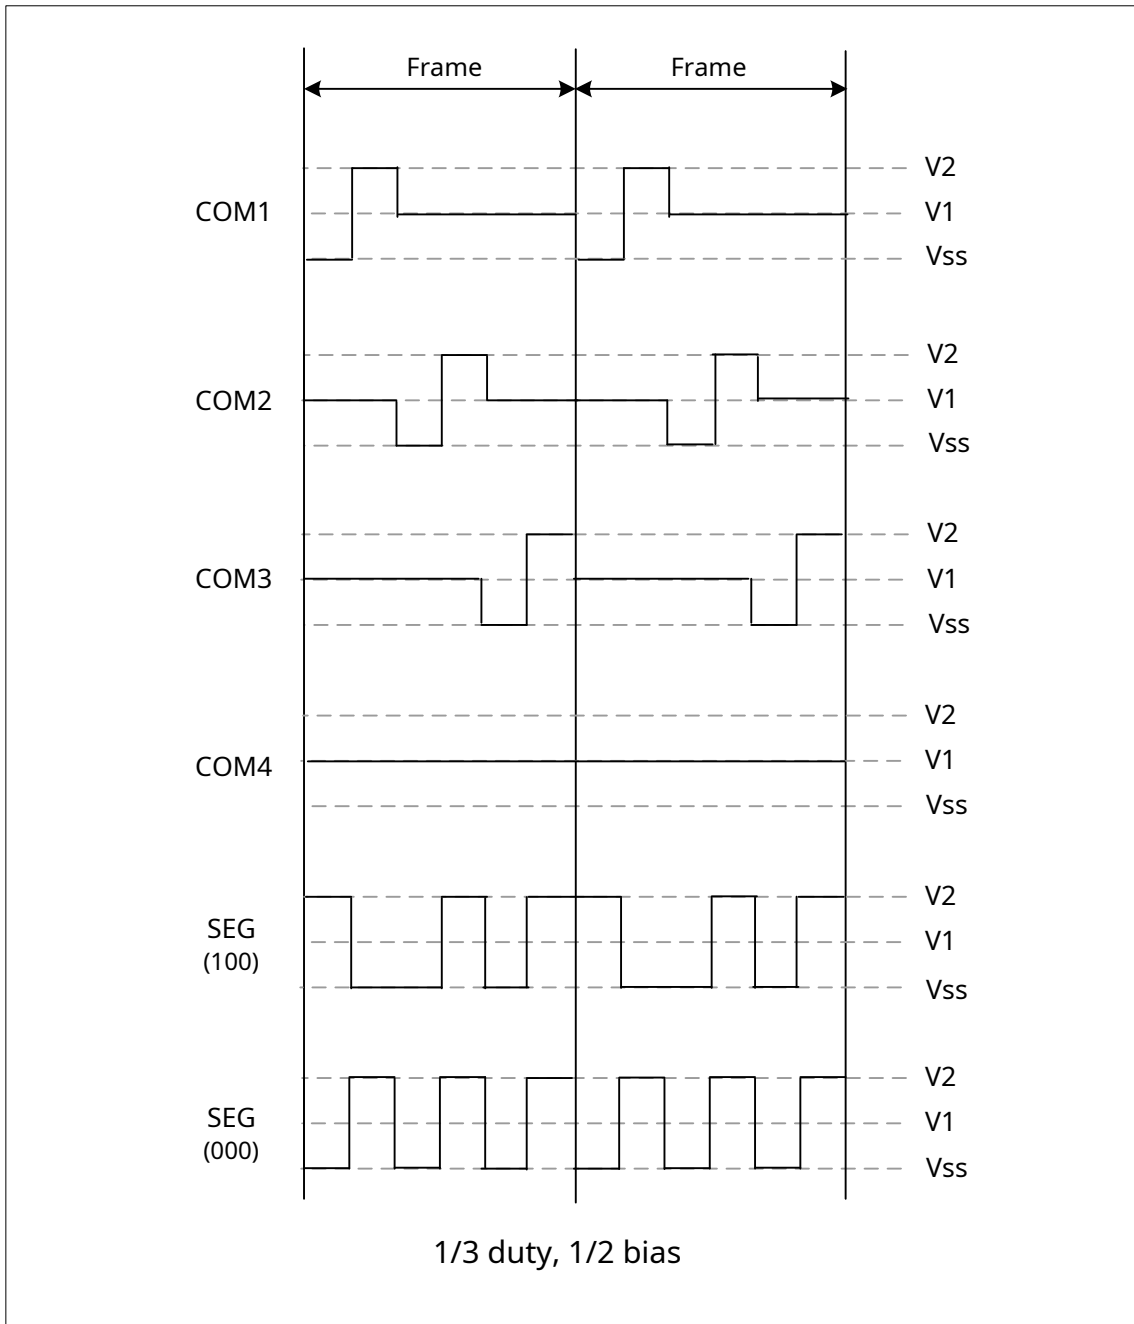 Frame Frame
V2
COM1 V1
Vss
V2
COM2 V1
Vss
V2
COM3 V1
Vss
V2
COM4 V1
Vss
V2
SEG
(100)
V1
Vss
V2
SEG
(000)
V1
Vss
1/3 duty, 1/2 bias